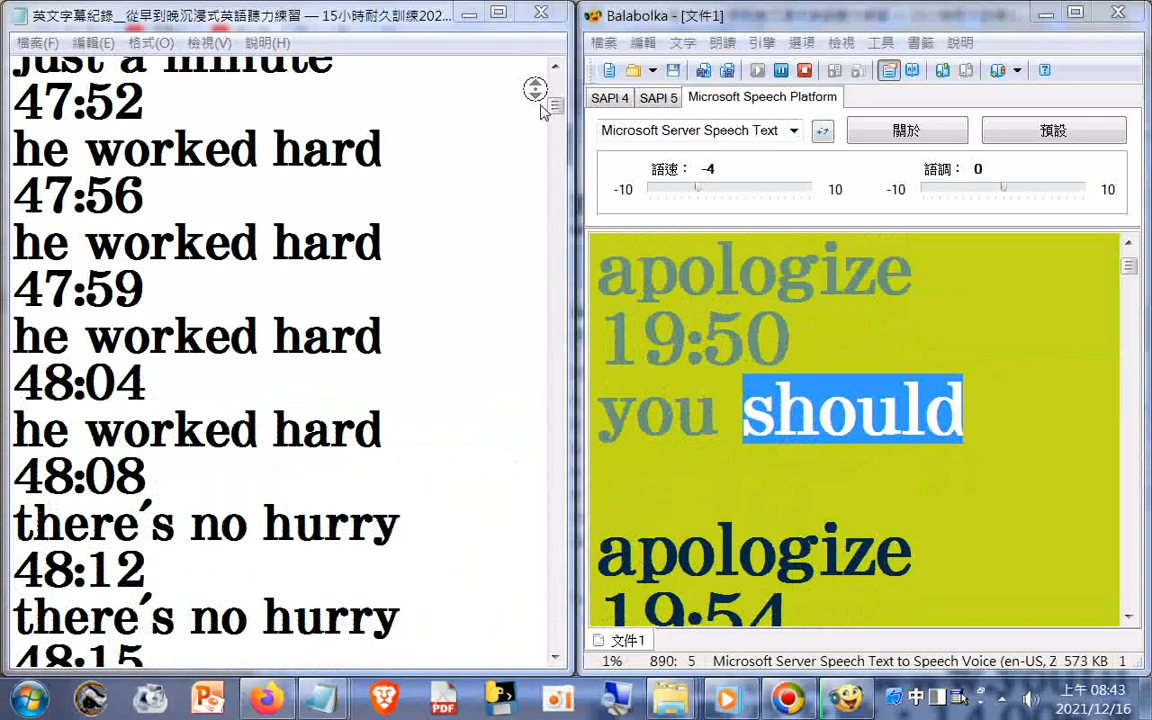 英文字幕紀錄__從早到晚沉浸式英語聽力練習 — 15小時耐久訓練202...
檔案(F) 編輯(E) 格式(O) 檢視(V) 說明(H)
just a minute
47:52
he worked hard
47:56
he worked hard
47:59
he worked hard
48:04
he worked hard
48:08
there's no hurry
48:12
there's no hurry
48:15
Balabolka - [文件1]
檔案 編輯 文字 朗讀 引擎 選項 檢視 工具 書籤 說明
SAPI 4 SAPI 5 Microsoft Speech Platform
Microsoft Server Speech Text 關於 預設
語速： -4 語調： 0
-10 10 -10 10
apologize
19:50
you should
apologize
19:54
文件1
1% 890: 5 Microsoft Server Speech Text to Speech Voice (en-US, Z 573 KB 1
PDF 中 上午 08:43
2021/12/16